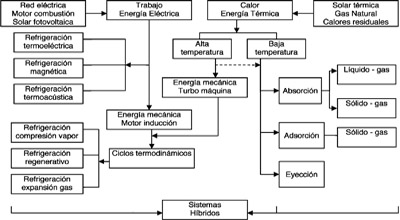 Red eléctrica
Motor combustión
Solar fotovoltaica
Trabajo
Energía Eléctrica
Calor
Energía Térmica
Solar térmica
Gas Natural
Calores residuales
Refrigeración
termoeléctrica
Refrigeración
magnética
Refrigeración
termoacústica
Alta
temperatura
Baja
temperatura
Energía mecánica
Turbo máquina
Energía mecánica
Motor inducción
Absorción
Líquido - gas
Sólido - gas
Refrigeración
compresión vapor
Refrigeración
regenerativo
Refrigeración
expansión gas
Ciclos termodinámicos
Adsorción
Sólido - gas
Eyección
Sistemas
Híbridos